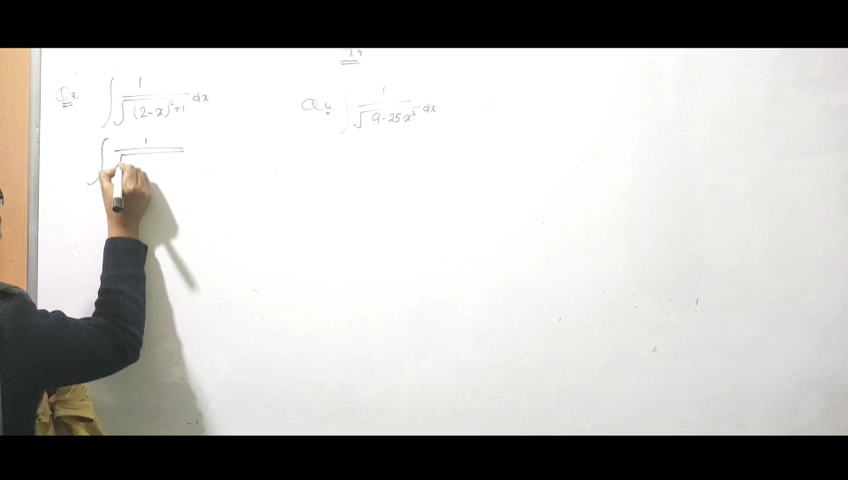 Q3. ∫ 1/√((2-x)²+1) dx
∫ 1/√
Q4. ∫ 1/√(9-25x²) dx